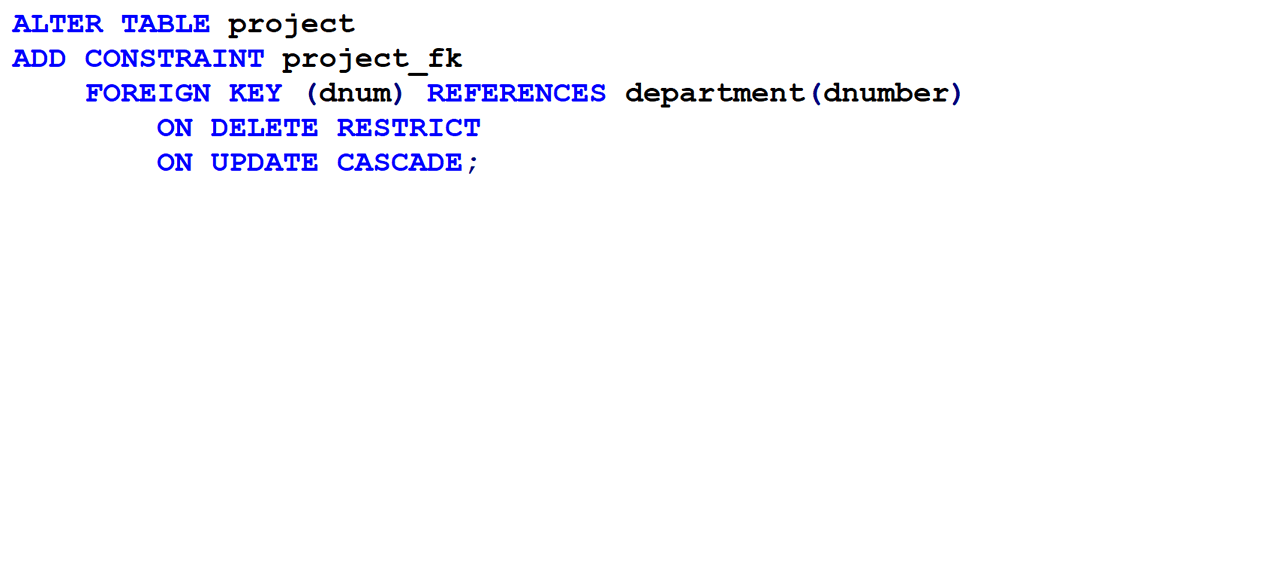 ALTER TABLE project
ADD CONSTRAINT project_fk
    FOREIGN KEY (dnum) REFERENCES department(dnumber)
        ON DELETE RESTRICT
        ON UPDATE CASCADE;